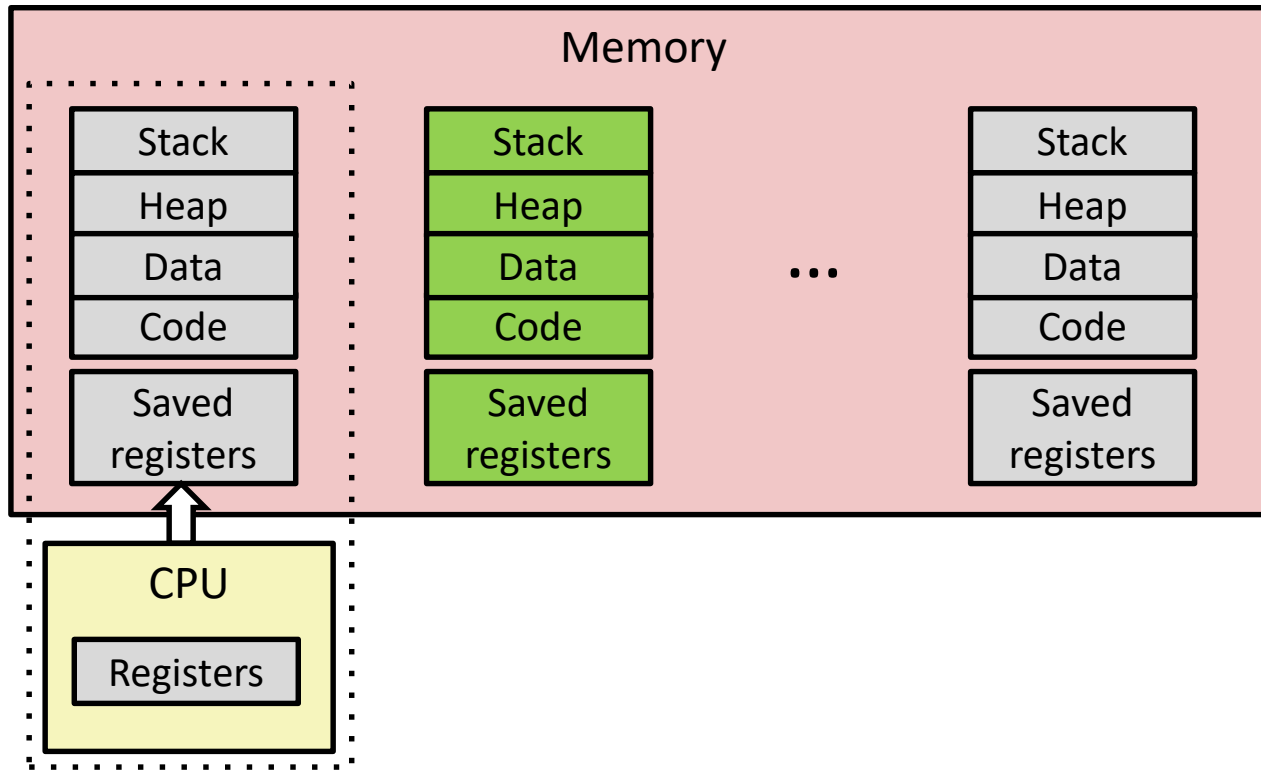 Memory
Stack
Heap
Data
Code
Saved
registers
Stack
Heap
Data
Code
Saved
registers
...
Stack
Heap
Data
Code
Saved
registers
CPU
Registers